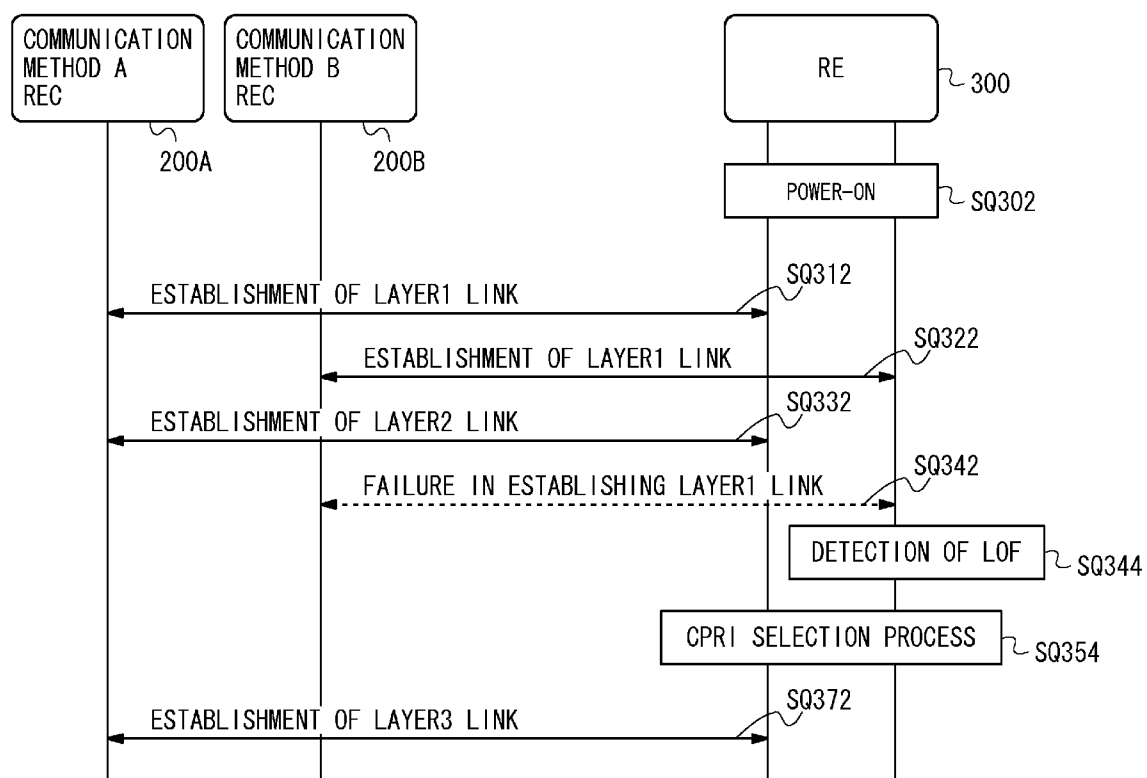 COMMUNICATION
METHOD A
REC
COMMUNICATION
METHOD B
REC
RE
300
200A
200B
POWER-ON
SQ302
ESTABLISHMENT OF LAYER1 LINK
SQ312
ESTABLISHMENT OF LAYER1 LINK
SQ322
ESTABLISHMENT OF LAYER2 LINK
SQ332
FAILURE IN ESTABLISHING LAYER1 LINK
SQ342
DETECTION OF LOF
SQ344
CPRI SELECTION PROCESS
SQ354
ESTABLISHMENT OF LAYER3 LINK
SQ372